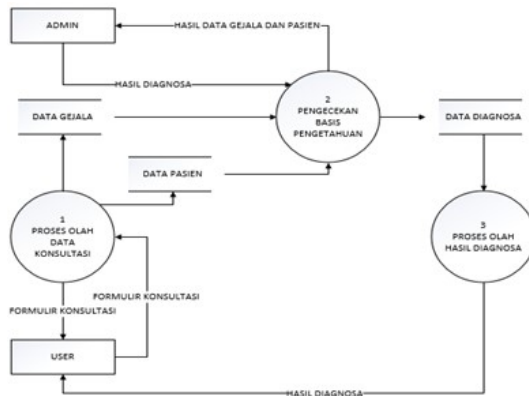 ADMIN
HASIL DATA GEJALA DAN PASIEN
HASIL DIAGNOSA
2
PENGECEKAN
BASIS
PENGETAHUAN
DATA GEJALA
DATA DIAGNOSA
DATA PASIEN
1
PROSES OLAH
DATA
KONSULTASI
3
PROSES OLAH
HASIL DIAGNOSA
FORMULIR KONSULTASI
FORMULIR KONSULTASI
USER
HASIL DIAGNOSA